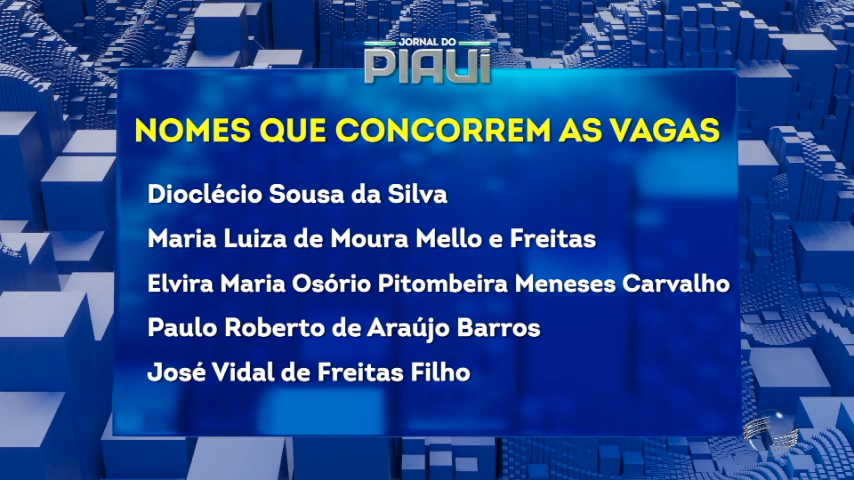 JORNAL DO
PIAUÍ
NOMES QUE CONCORREM AS VAGAS
Dioclécio Sousa da Silva
Maria Luiza de Moura Mello e Freitas
Elvira Maria Osório Pitombeira Meneses Carvalho
Paulo Roberto de Araújo Barros
José Vidal de Freitas Filho